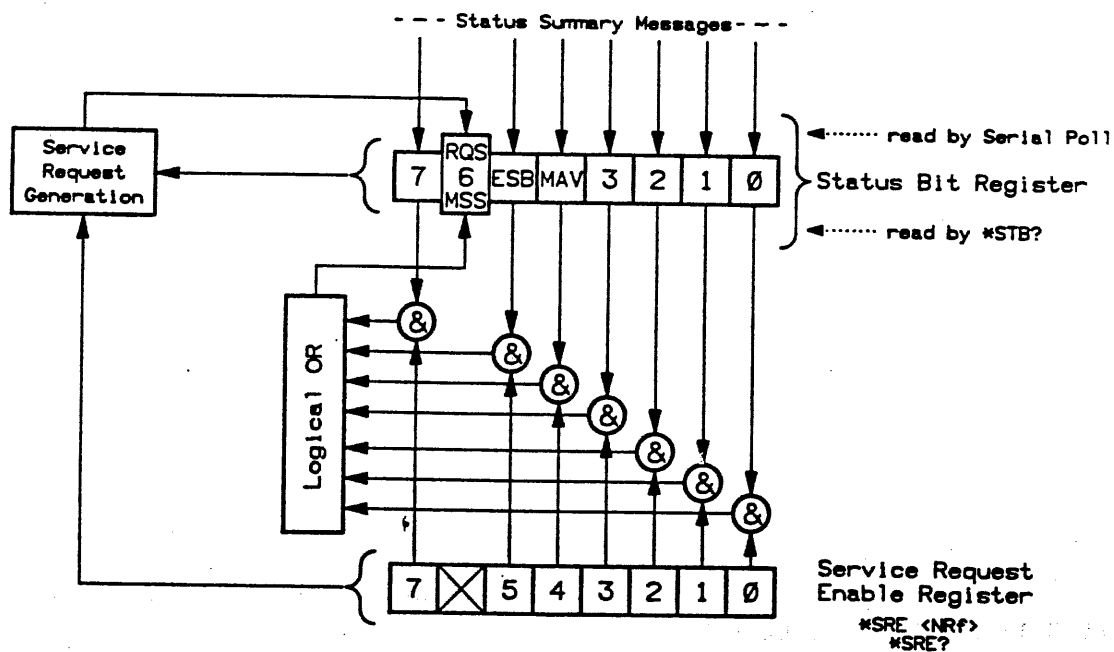 - - - Status Summary Messages- - -
Service
Request
Generation
7
RQS
6
MSS
ESB
MAV
3
2
1
Ø
read by Serial Poll
Status Bit Register
read by *STB?
Logical OR
&
&
&
&
&
&
&
7
5
4
3
2
1
Ø
Service Request
Enable Register
*SRE <NRf>
*SRE?